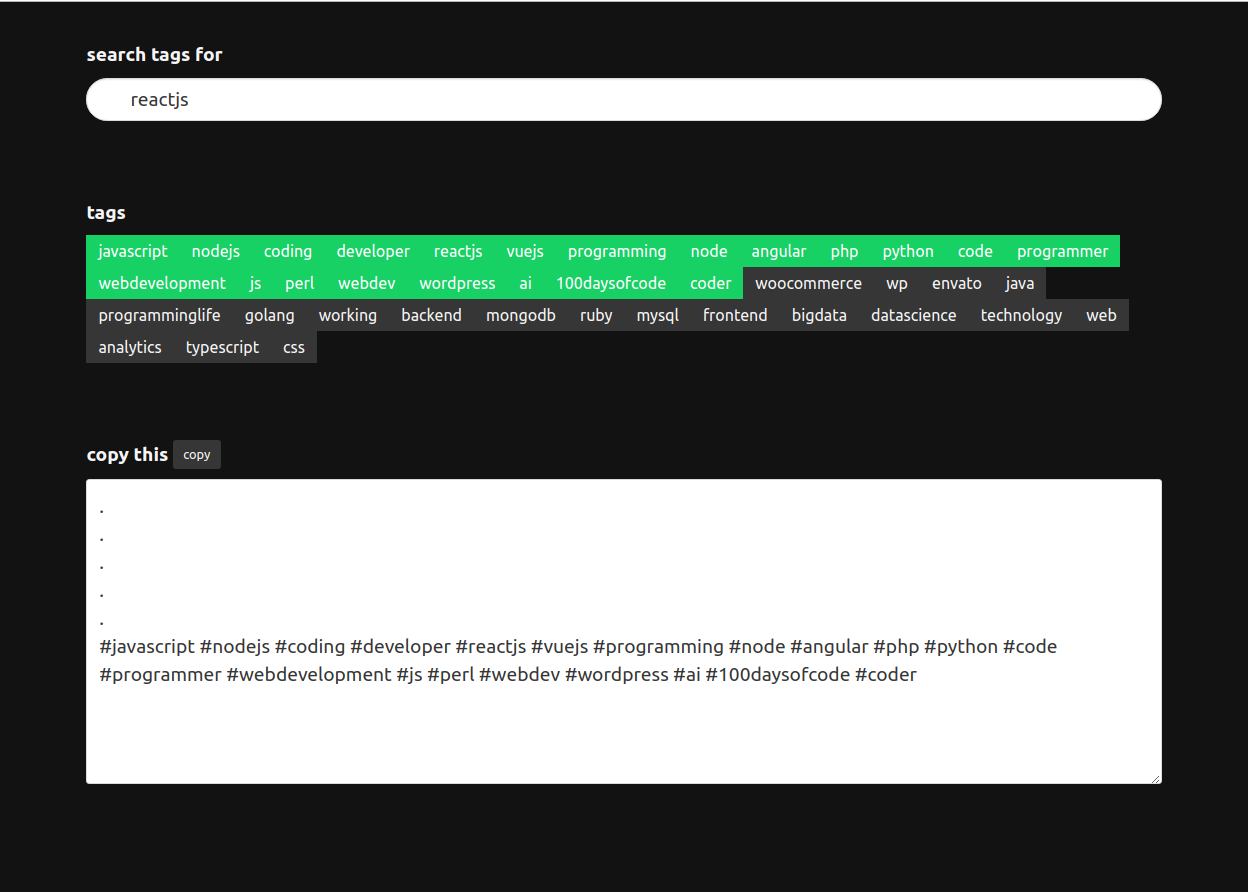 search tags for
reactjs
tags
javascript nodejs coding developer reactjs vuejs programming node angular php python code programmer
webdevelopment js perl webdev wordpress ai 100daysofcode coder woocommerce wp envato java
programminglife golang working backend mongodb ruby mysql frontend bigdata datascience technology web
analytics typescript css
copy this copy
.
.
.
.
.
#javascript #nodejs #coding #developer #reactjs #vuejs #programming #node #angular #php #python #code
#programmer #webdevelopment #js #perl #webdev #wordpress #ai #100daysofcode #coder